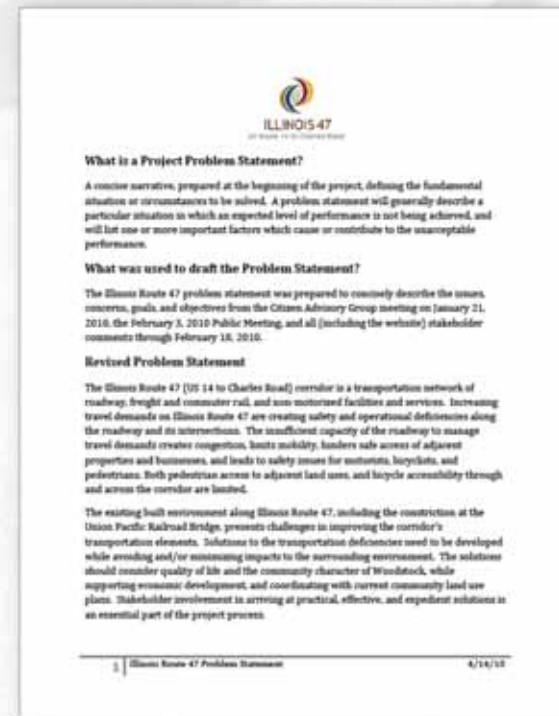 ILLINOIS 47
US Route 14 to Charles Road
What is a Project Problem Statement?
A concise narrative, prepared at the beginning of the project, defining the fundamental
situation or circumstances to be solved. A problem statement will generally describe a
particular situation in which an expected level of performance is not being achieved, and
will list one or more important factors which cause or contribute to the unacceptable
performance.
What was used to draft the Problem Statement?
The Illinois Route 47 problem statement was prepared to concisely describe the issues,
concerns, goals, and objectives from the Citizen Advisory Group meeting on January 21,
2010, the February 3, 2010 Public Meeting, and all (including the website) stakeholder
comments through February 18, 2010.
Revised Problem Statement
The Illinois Route 47 (US 14 to Charles Road) corridor is a transportation network of
roadway, freight and commuter rail, and non-motorized facilities and services. Increasing
travel demands on Illinois Route 47 are creating safety and operational deficiencies along
the roadway and its intersections. The insufficient capacity of the roadway to manage
travel demands creates congestion, limits mobility, hinders safe access of adjacent
properties and businesses, and leads to safety issues for motorists, bicyclists, and
pedestrians. Both pedestrian access to adjacent land uses, and bicycle accessibility through
and across the corridor are limited.
The existing built environment along Illinois Route 47, including the constriction at the
Union Pacific Railroad Bridge, presents challenges in improving the corridor's
transportation elements. Solutions to the transportation deficiencies need to be developed
while avoiding and/or minimizing impacts to the surrounding environment. The solutions
should consider quality of life and the community character of Woodstock, while
supporting economic development, and coordinating with current community land use
plans. Stakeholder involvement in arriving at practical, effective, and expedient solutions is
an essential part of the project process.
1 | Illinois Route 47 Problem Statement 4/14/10